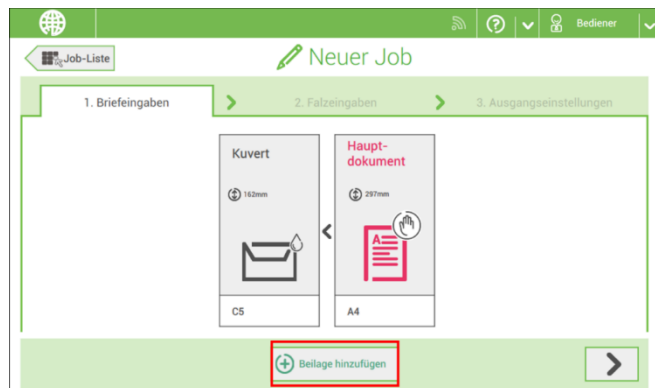 Bediener
Job-Liste
Neuer Job
1. Briefeingaben
2. Falzeingaben
3. Ausgangseinstellungen
Kuvert
162mm
C5
Haupt-
dokument
297mm
A
A4
Beilage hinzufügen